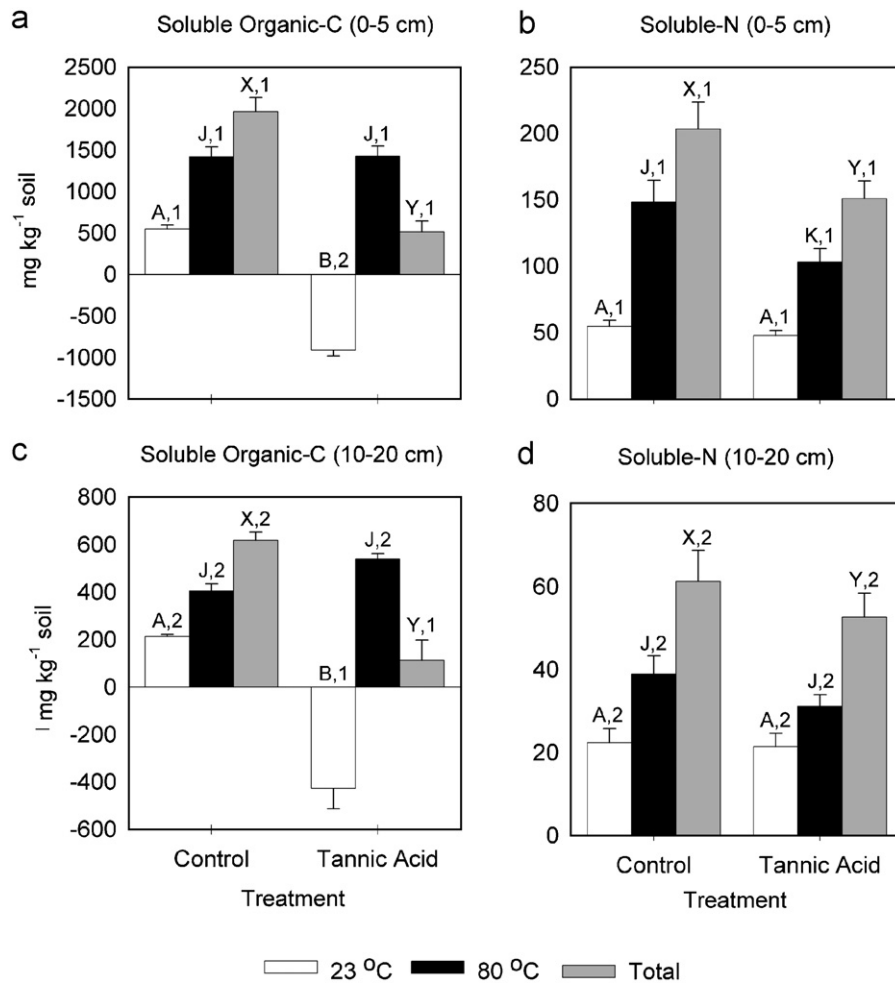 a
Soluble Organic-C (0-5 cm)
2500
2000
1500
1000
500
0
-500
-1000
-1500
mg kg⁻¹ soil
A,1
J,1
X,1
B,2
J,1
Y,1
b
Soluble-N (0-5 cm)
250
200
150
100
50
0
A,1
J,1
X,1
A,1
K,1
Y,1
c
Soluble Organic-C (10-20 cm)
800
600
400
200
0
-200
-400
-600
mg kg⁻¹ soil
A,2
J,2
X,2
B,1
J,2
Y,1
Control
Tannic Acid
Treatment
d
Soluble-N (10-20 cm)
80
60
40
20
0
A,2
J,2
X,2
A,2
J,2
Y,2
Control
Tannic Acid
Treatment
23 °C
80 °C
Total